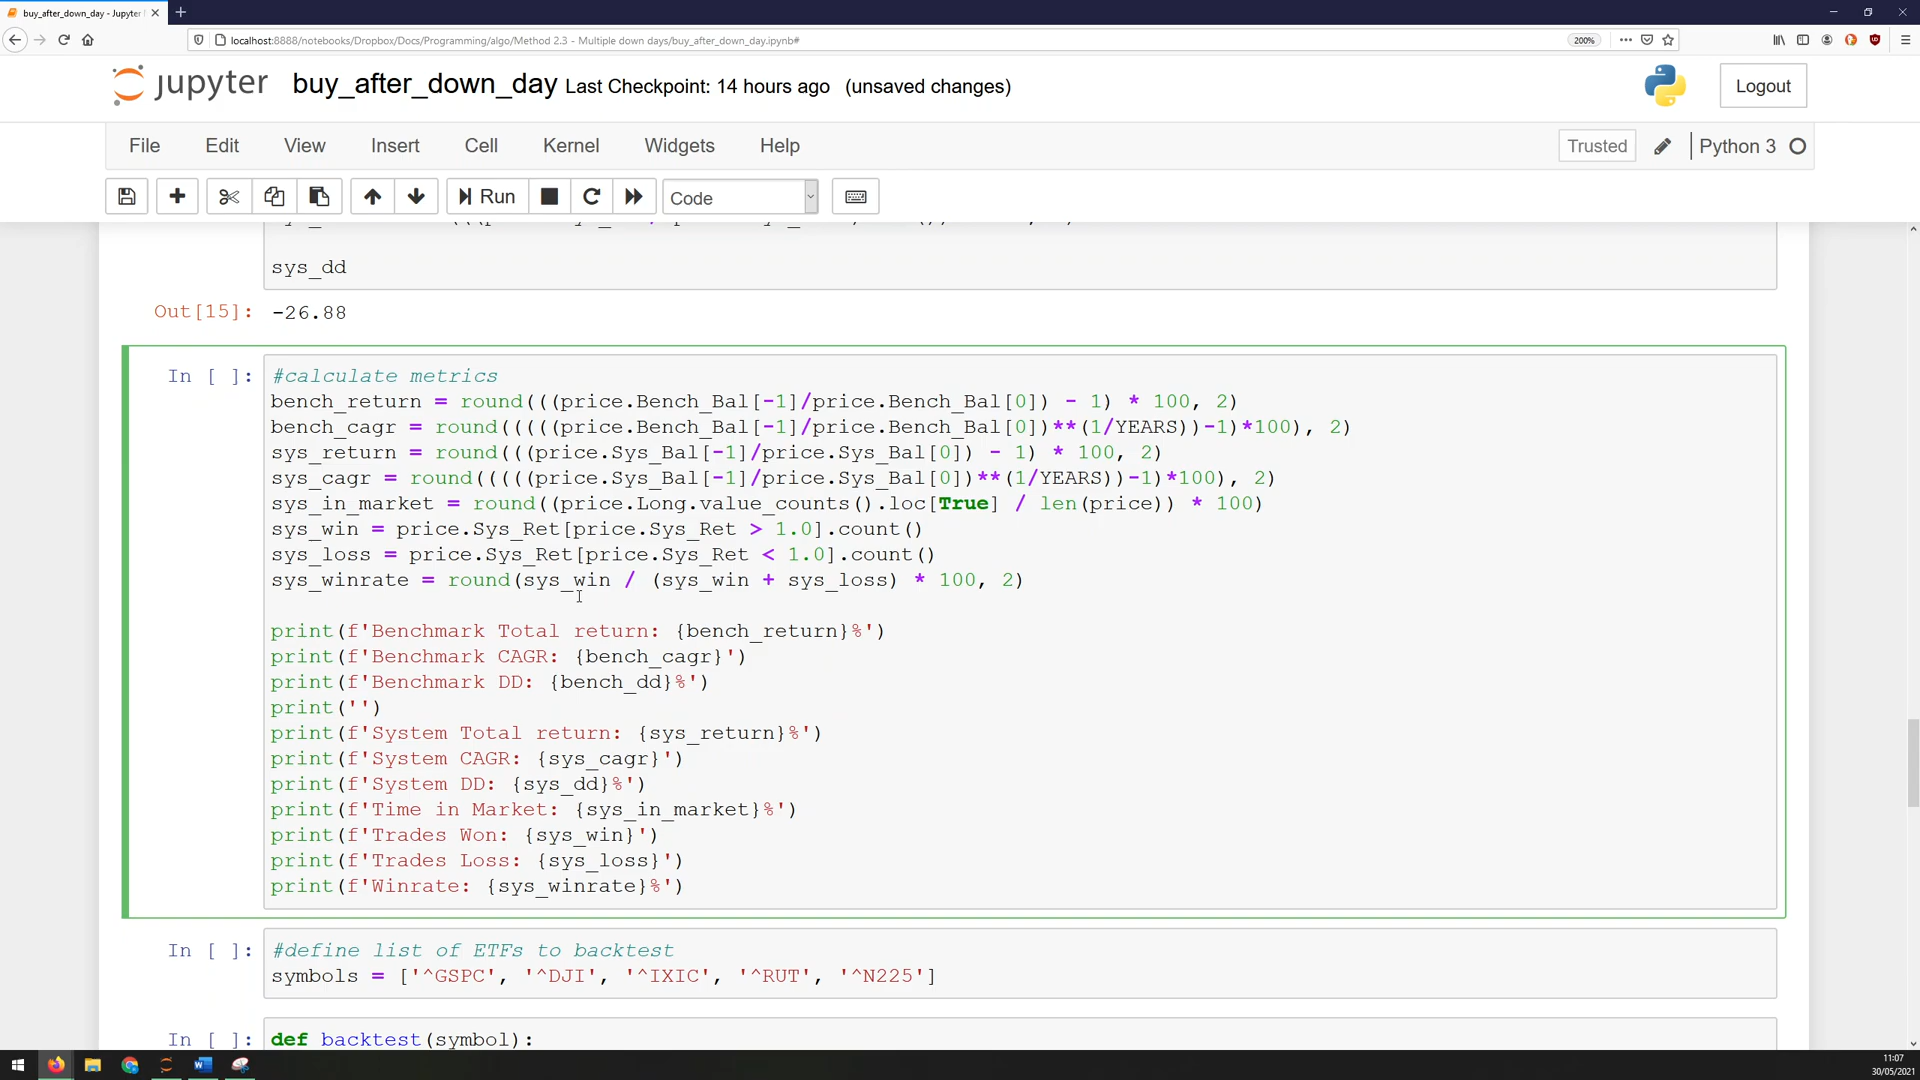 buy_after_down_day - Jupyter
localhost:8888/notebooks/Dropbox/Docs/Programming/algo/Method 2.3 - Multiple down days/buy_after_down_day.ipynb#
200%
jupyter buy_after_down_day Last Checkpoint: 14 hours ago (unsaved changes)
Logout
File Edit View Insert Cell Kernel Widgets Help
Trusted Python 3
Run Code
sys_dd
Out[15]: -26.88
In [ ]: #calculate metrics
bench_return = round(((price.Bench_Bal[-1]/price.Bench_Bal[0]) - 1) * 100, 2)
bench_cagr = round(((((price.Bench_Bal[-1]/price.Bench_Bal[0])**(1/YEARS))-1)*100), 2)
sys_return = round(((price.Sys_Bal[-1]/price.Sys_Bal[0]) - 1) * 100, 2)
sys_cagr = round(((((price.Sys_Bal[-1]/price.Sys_Bal[0])**(1/YEARS))-1)*100), 2)
sys_in_market = round((price.Long.value_counts().loc[True] / len(price)) * 100)
sys_win = price.Sys_Ret[price.Sys_Ret > 1.0].count()
sys_loss = price.Sys_Ret[price.Sys_Ret < 1.0].count()
sys_winrate = round(sys_win / (sys_win + sys_loss) * 100, 2)
print(f'Benchmark Total return: {bench_return}%')
print(f'Benchmark CAGR: {bench_cagr}')
print(f'Benchmark DD: {bench_dd}%')
print('')
print(f'System Total return: {sys_return}%')
print(f'System CAGR: {sys_cagr}')
print(f'System DD: {sys_dd}%')
print(f'Time in Market: {sys_in_market}%')
print(f'Trades Won: {sys_win}')
print(f'Trades Loss: {sys_loss}')
print(f'Winrate: {sys_winrate}%')
In [ ]: #define list of ETFs to backtest
symbols = ['^GSPC', '^DJI', '^IXIC', '^RUT', '^N225']
In [ ]: def backtest(symbol):
11:07
30/05/2021